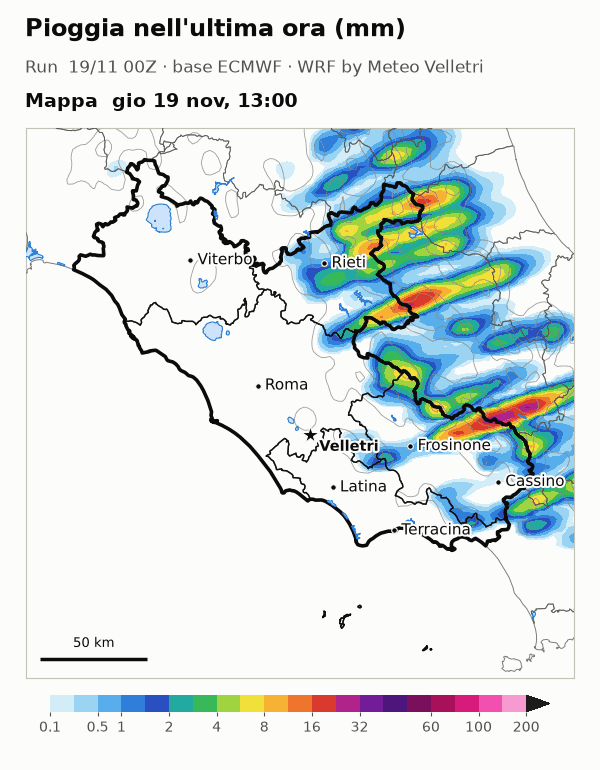 Pioggia nell'ultima ora (mm)
Run  19/11 00Z · base ECMWF · WRF by Meteo Velletri
Mappa  gio 19 nov, 13:00
Viterbo
Rieti
Roma
Velletri
Frosinone
Latina
Cassino
Terracina
50 km
0.1 0.5 1 2 4 8 16 32 60 100 200